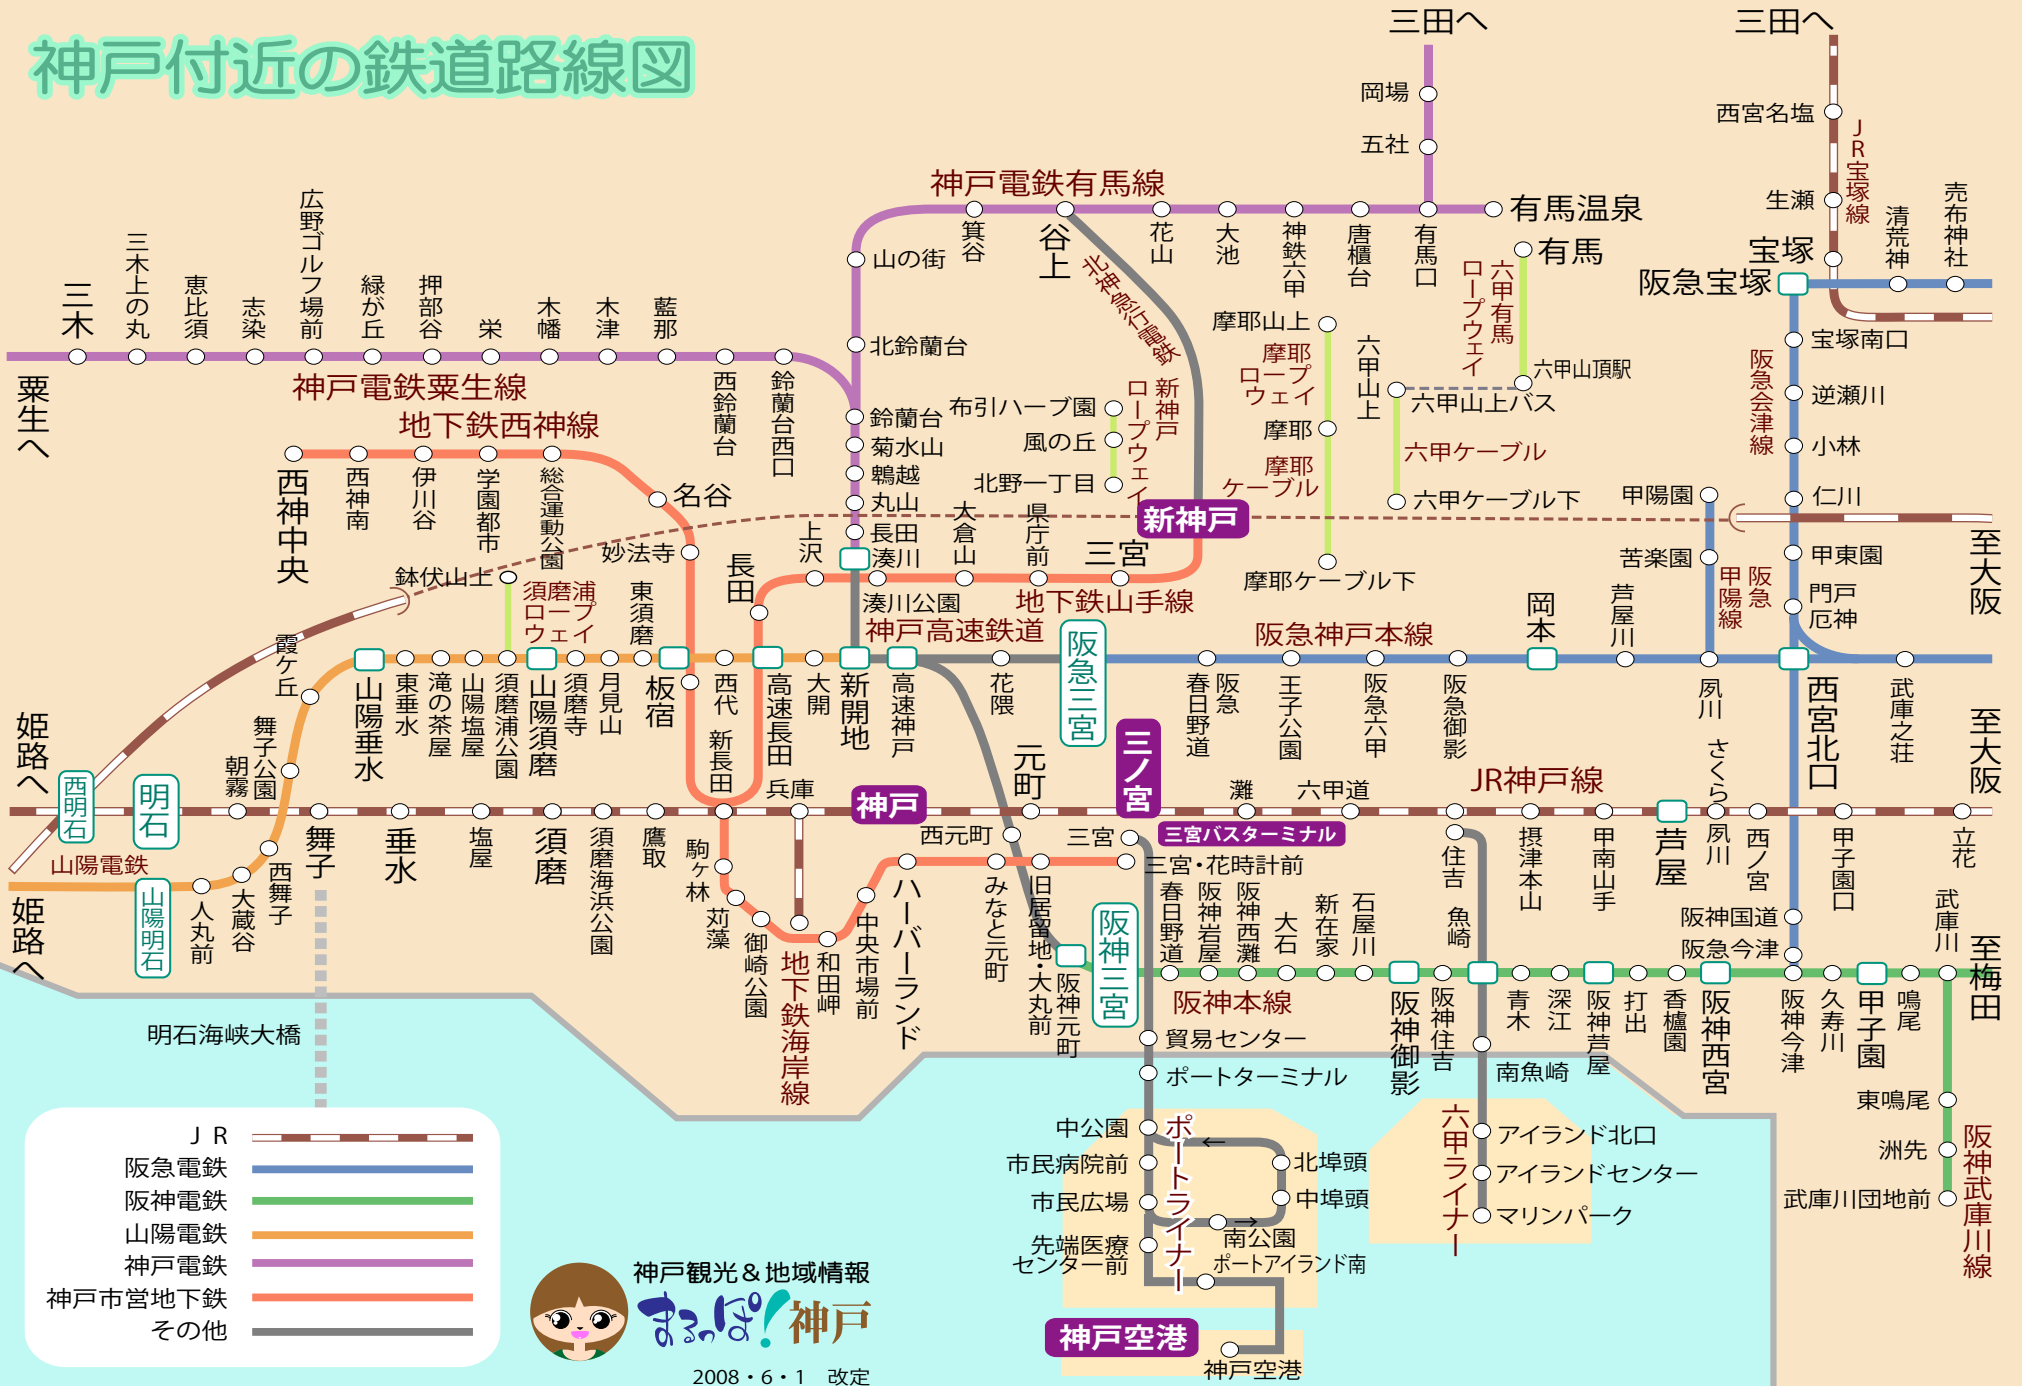 神戸付近の鉄道路線図
三田へ
三田へ
岡場
五社
西宮名塩
JR宝塚線
生瀬
宝塚
清荒神
売布神社
阪急宝塚
神戸電鉄有馬線
箕谷
谷上
花山
大池
神鉄六甲
唐櫃台
有馬口
有馬温泉
有馬
六甲有馬
ロープウェイ
六甲山頂駅
山の街
北鈴蘭台
北神急行電鉄
三木
三木上の丸
恵比須
志染
広野ゴルフ場前
緑が丘
押部谷
栄
木幡
木津
藍那
西鈴蘭台
鈴蘭台西口
粟生へ
神戸電鉄粟生線
鈴蘭台
菊水山
鵯越
丸山
長田
湊川
布引ハーブ園
風の丘
北野一丁目
新神戸
ロープウェイ
摩耶山上
摩耶
ロープ
ウェイ
摩耶
摩耶
ケーブル
摩耶ケーブル下
六甲山上
六甲山上バス
六甲ケーブル
六甲ケーブル下
宝塚南口
逆瀬川
小林
仁川
甲東園
門戸
厄神
阪急会津線
甲陽園
苦楽園
阪急
甲陽線
至大阪
地下鉄西神線
西神中央
西神南
伊川谷
学園都市
総合運動公園
名谷
妙法寺
新神戸
長田
上沢
湊川公園
大倉山
県庁前
三宮
地下鉄山手線
神戸高速鉄道
鉢伏山上
須磨浦
ロープ
ウェイ
東須磨
霞ケ丘
山陽垂水
東垂水
滝の茶屋
山陽塩屋
須磨浦公園
山陽須磨
須磨寺
月見山
板宿
西代
高速長田
大開
新開地
高速神戸
花隈
阪急三宮
阪急神戸本線
阪急
春日野道
王子公園
阪急六甲
阪急御影
岡本
芦屋川
夙川
西宮北口
武庫之荘
姫路へ
西明石
明石
朝霧
舞子公園
舞子
垂水
塩屋
須磨
須磨海浜公園
鷹取
新長田
兵庫
神戸
元町
三ノ宮
三宮バスターミナル
灘
六甲道
JR神戸線
住吉
摂津本山
甲南山手
芦屋
さくら
夙川
西ノ宮
甲子園口
立花
至大阪
山陽電鉄
姫路へ
山陽明石
人丸前
大蔵谷
西舞子
駒ヶ林
苅藻
御崎公園
地下鉄海岸線
和田岬
中央市場前
ハーバーランド
西元町
みなと元町
旧居留地・大丸前
三宮
三宮・花時計前
阪神元町
阪神三宮
春日野道
阪神岩屋
阪神西灘
大石
新在家
石屋川
阪神本線
阪神御影
阪神住吉
魚崎
青木
深江
阪神芦屋
打出
香櫨園
阪神西宮
阪神国道
阪急今津
阪神今津
久寿川
甲子園
鳴尾
武庫川
至梅田
東鳴尾
洲先
武庫川団地前
阪神武庫川線
明石海峡大橋
貿易センター
ポートターミナル
中公園
市民病院前
市民広場
先端医療
センター前
ポートライナー
←
北埠頭
中埠頭
→
南公園
ポートアイランド南
神戸空港
神戸空港
南魚崎
アイランド北口
アイランドセンター
マリンパーク
六甲ライナー
JR
阪急電鉄
阪神電鉄
山陽電鉄
神戸電鉄
神戸市営地下鉄
その他
神戸観光＆地域情報
まるっぽ！神戸
2008・6・1 改定